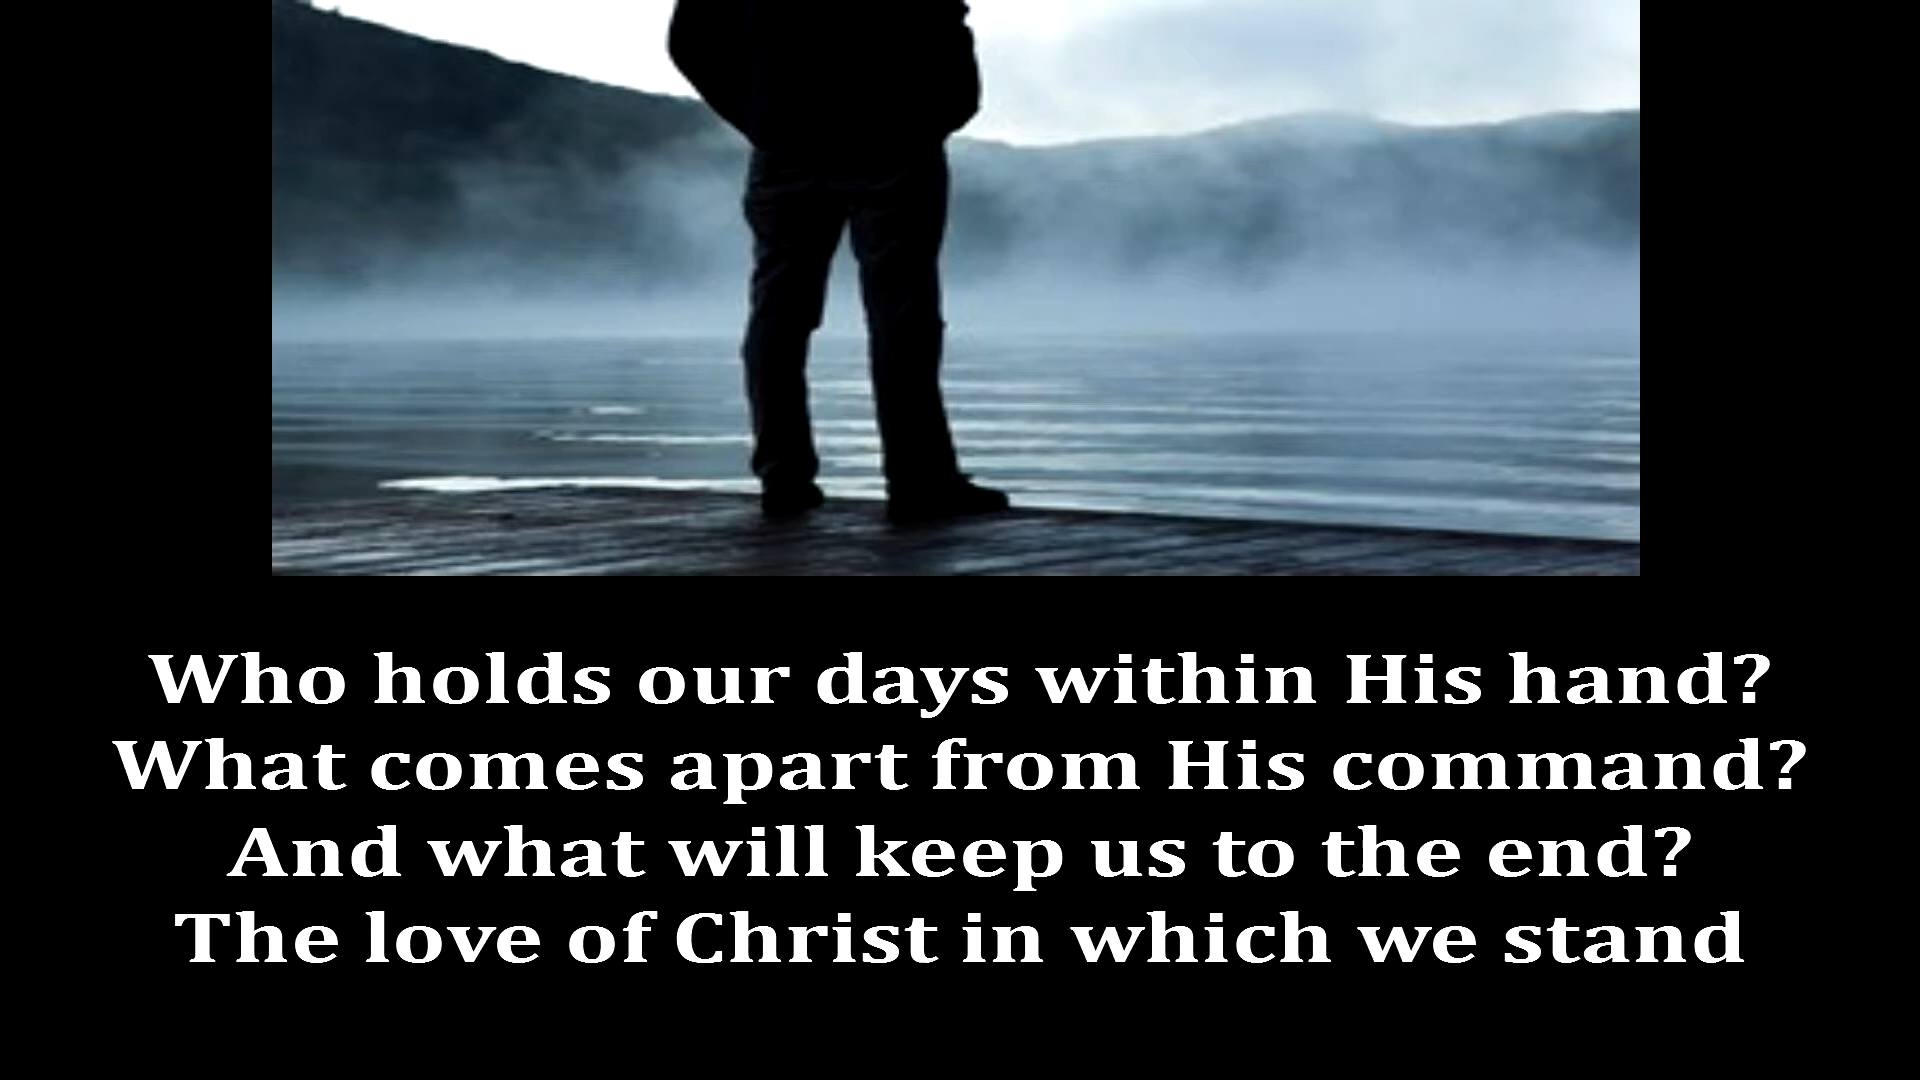 Who holds our days within His hand?
What comes apart from His command?
And what will keep us to the end?
The love of Christ in which we stand